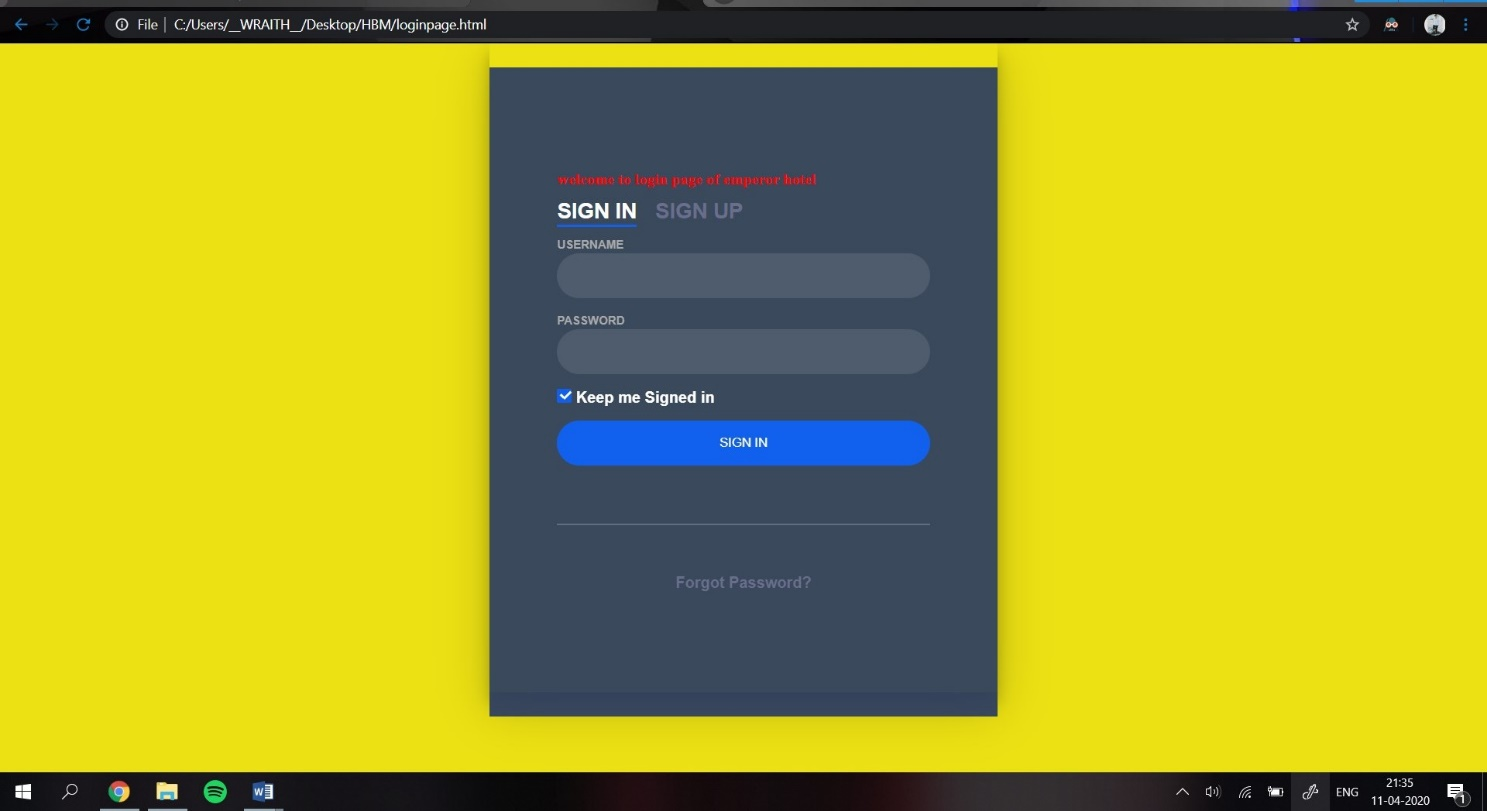 File | C:/Users/__WRAITH__/Desktop/HBM/loginpage.html
welcome to login page of emperor hotel
SIGN IN SIGN UP
USERNAME
PASSWORD
Keep me Signed in
SIGN IN
Forgot Password?
ENG
21:35
11-04-2020
1